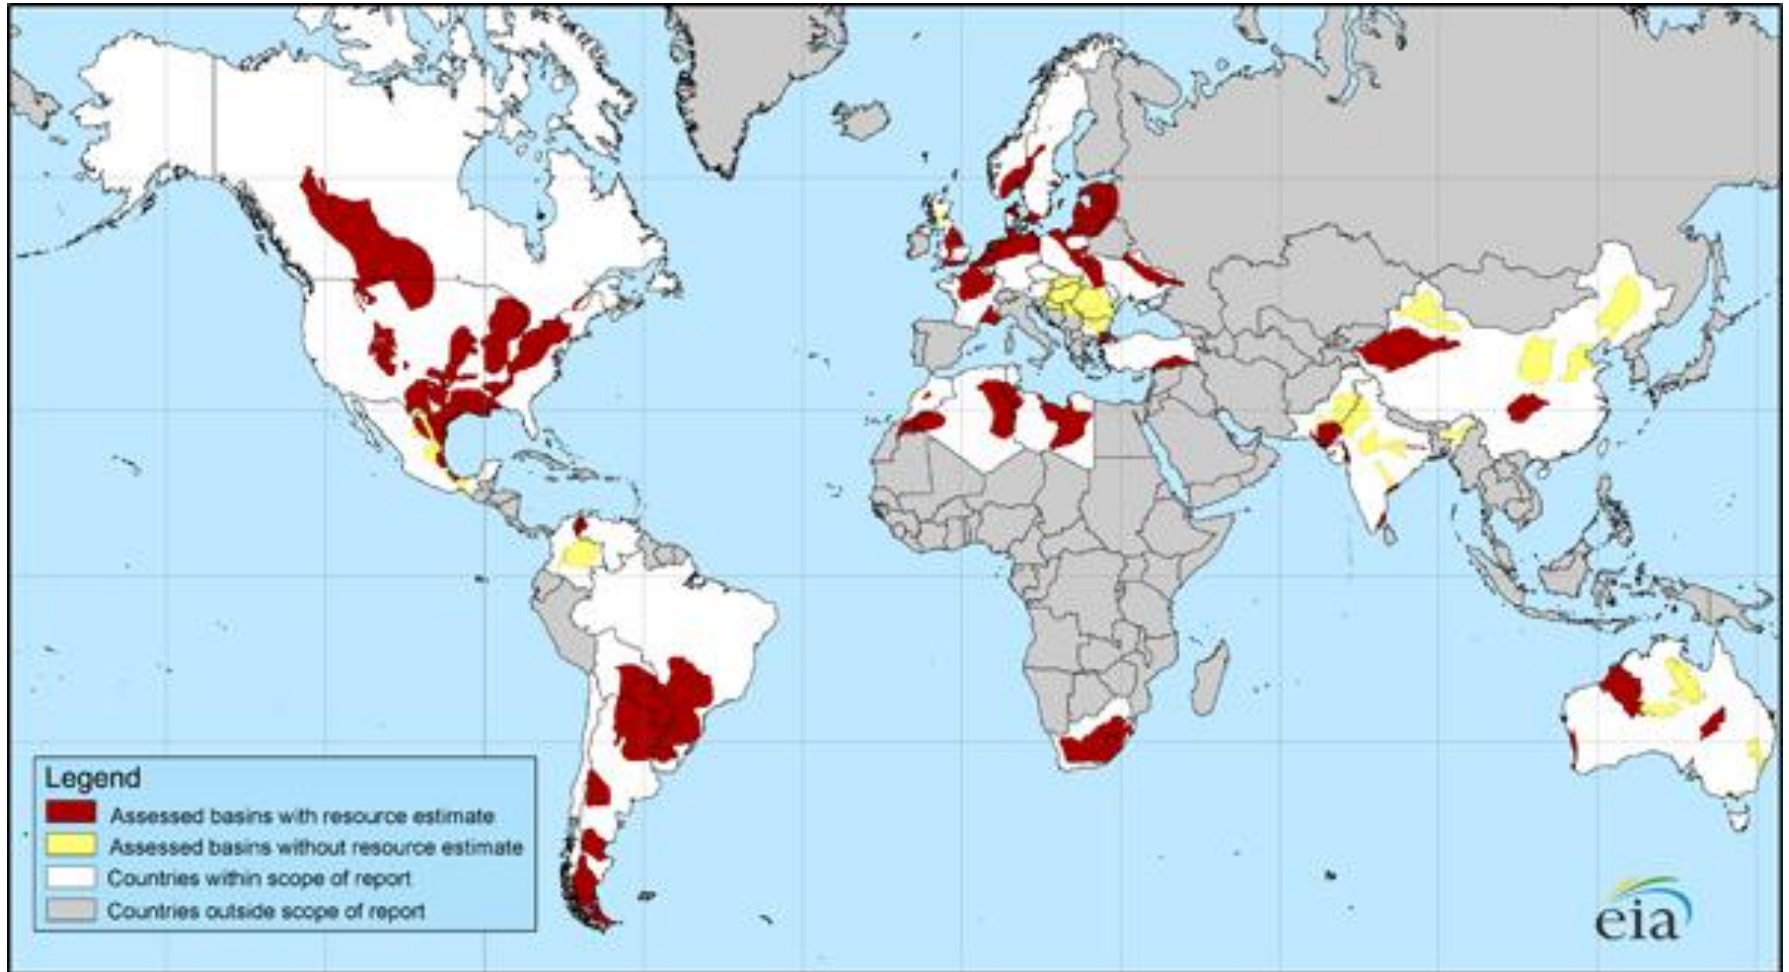 Legend
Assessed basins with resource estimate
Assessed basins without resource estimate
Countries within scope of report
Countries outside scope of report
eia